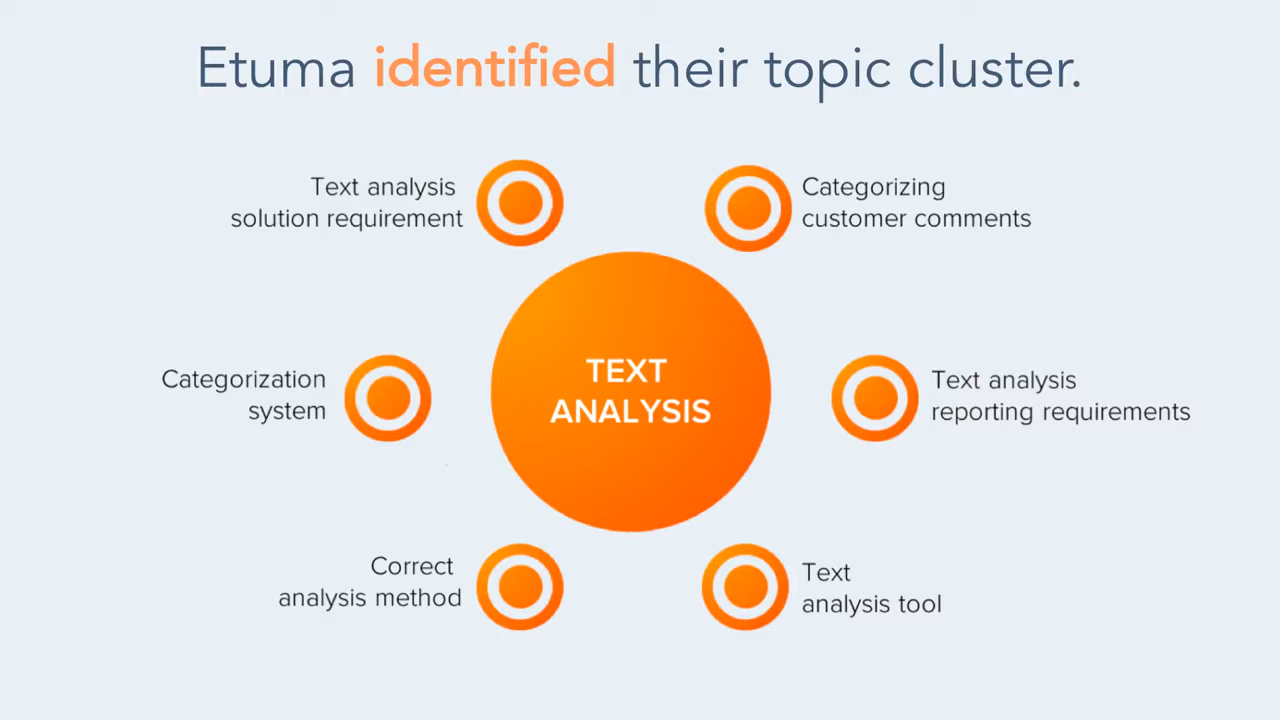 Etuma identified their topic cluster.
Text analysis
solution requirement
Categorizing
customer comments
Categorization
system
TEXT
ANALYSIS
Text analysis
reporting requirements
Correct
analysis method
Text
analysis tool